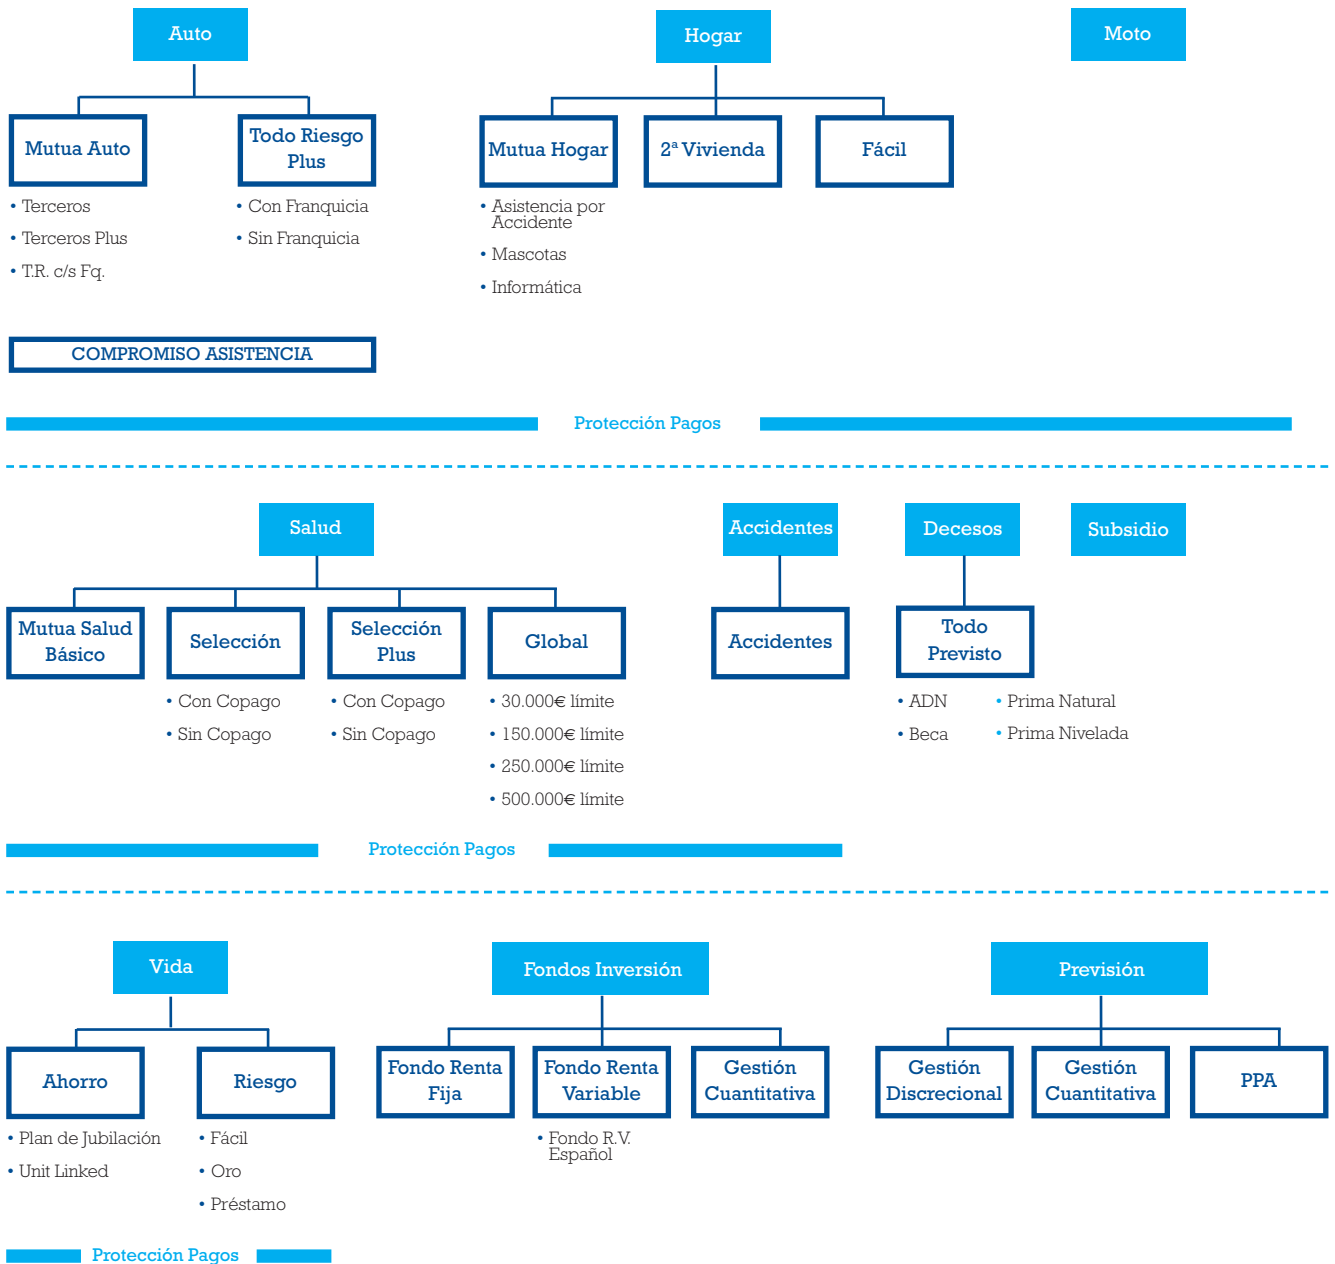 Auto
Hogar
Moto
Mutua Auto
Todo Riesgo
Plus
Mutua Hogar
2ª Vivienda
Fácil
• Terceros
• Terceros Plus
• T.R. c/s Fq.
• Con Franquicia
• Sin Franquicia
• Asistencia por
Accidente
• Mascotas
• Informática
COMPROMISO ASISTENCIA
Protección Pagos
Salud
Accidentes
Decesos
Subsidio
Mutua Salud
Básico
Selección
Selección
Plus
Global
Accidentes
Todo
Previsto
• Con Copago
• Sin Copago
• Con Copago
• Sin Copago
• 30.000€ límite
• 150.000€ límite
• 250.000€ límite
• 500.000€ límite
• ADN
• Beca
• Prima Natural
• Prima Nivelada
Protección Pagos
Vida
Fondos Inversión
Previsión
Ahorro
Riesgo
Fondo Renta
Fija
Fondo Renta
Variable
Gestión
Cuantitativa
Gestión
Discrecional
Gestión
Cuantitativa
PPA
• Plan de Jubilación
• Unit Linked
• Fácil
• Oro
• Préstamo
• Fondo R.V.
Español
Protección Pagos